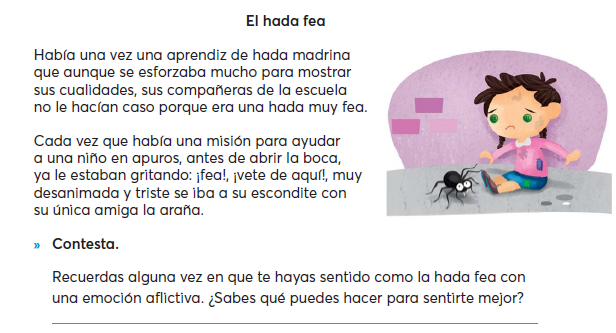 El hada fea
Había una vez una aprendiz de hada madrina
que aunque se esforzaba mucho para mostrar
sus cualidades, sus compañeras de la escuela
no le hacían caso porque era una hada muy fea.
Cada vez que había una misión para ayudar
a una niño en apuros, antes de abrir la boca,
ya le estaban gritando: ¡fea!, ¡vete de aquí!, muy
desanimada y triste se iba a su escondite con
su única amiga la araña.
» Contesta.
Recuerdas alguna vez en que te hayas sentido como la hada fea con
una emoción aflictiva. ¿Sabes qué puedes hacer para sentirte mejor?